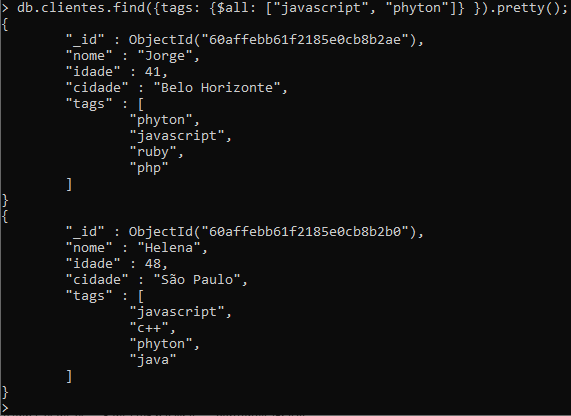 > db.clientes.find({tags: {$all: ["javascript", "phyton"]} }).pretty();
{
        "_id" : ObjectId("60affebb61f2185e0cb8b2ae"),
        "nome" : "Jorge",
        "idade" : 41,
        "cidade" : "Belo Horizonte",
        "tags" : [
                "phyton",
                "javascript",
                "ruby",
                "php"
        ]
}
{
        "_id" : ObjectId("60affebb61f2185e0cb8b2b0"),
        "nome" : "Helena",
        "idade" : 48,
        "cidade" : "São Paulo",
        "tags" : [
                "javascript",
                "c++",
                "phyton",
                "java"
        ]
}
>